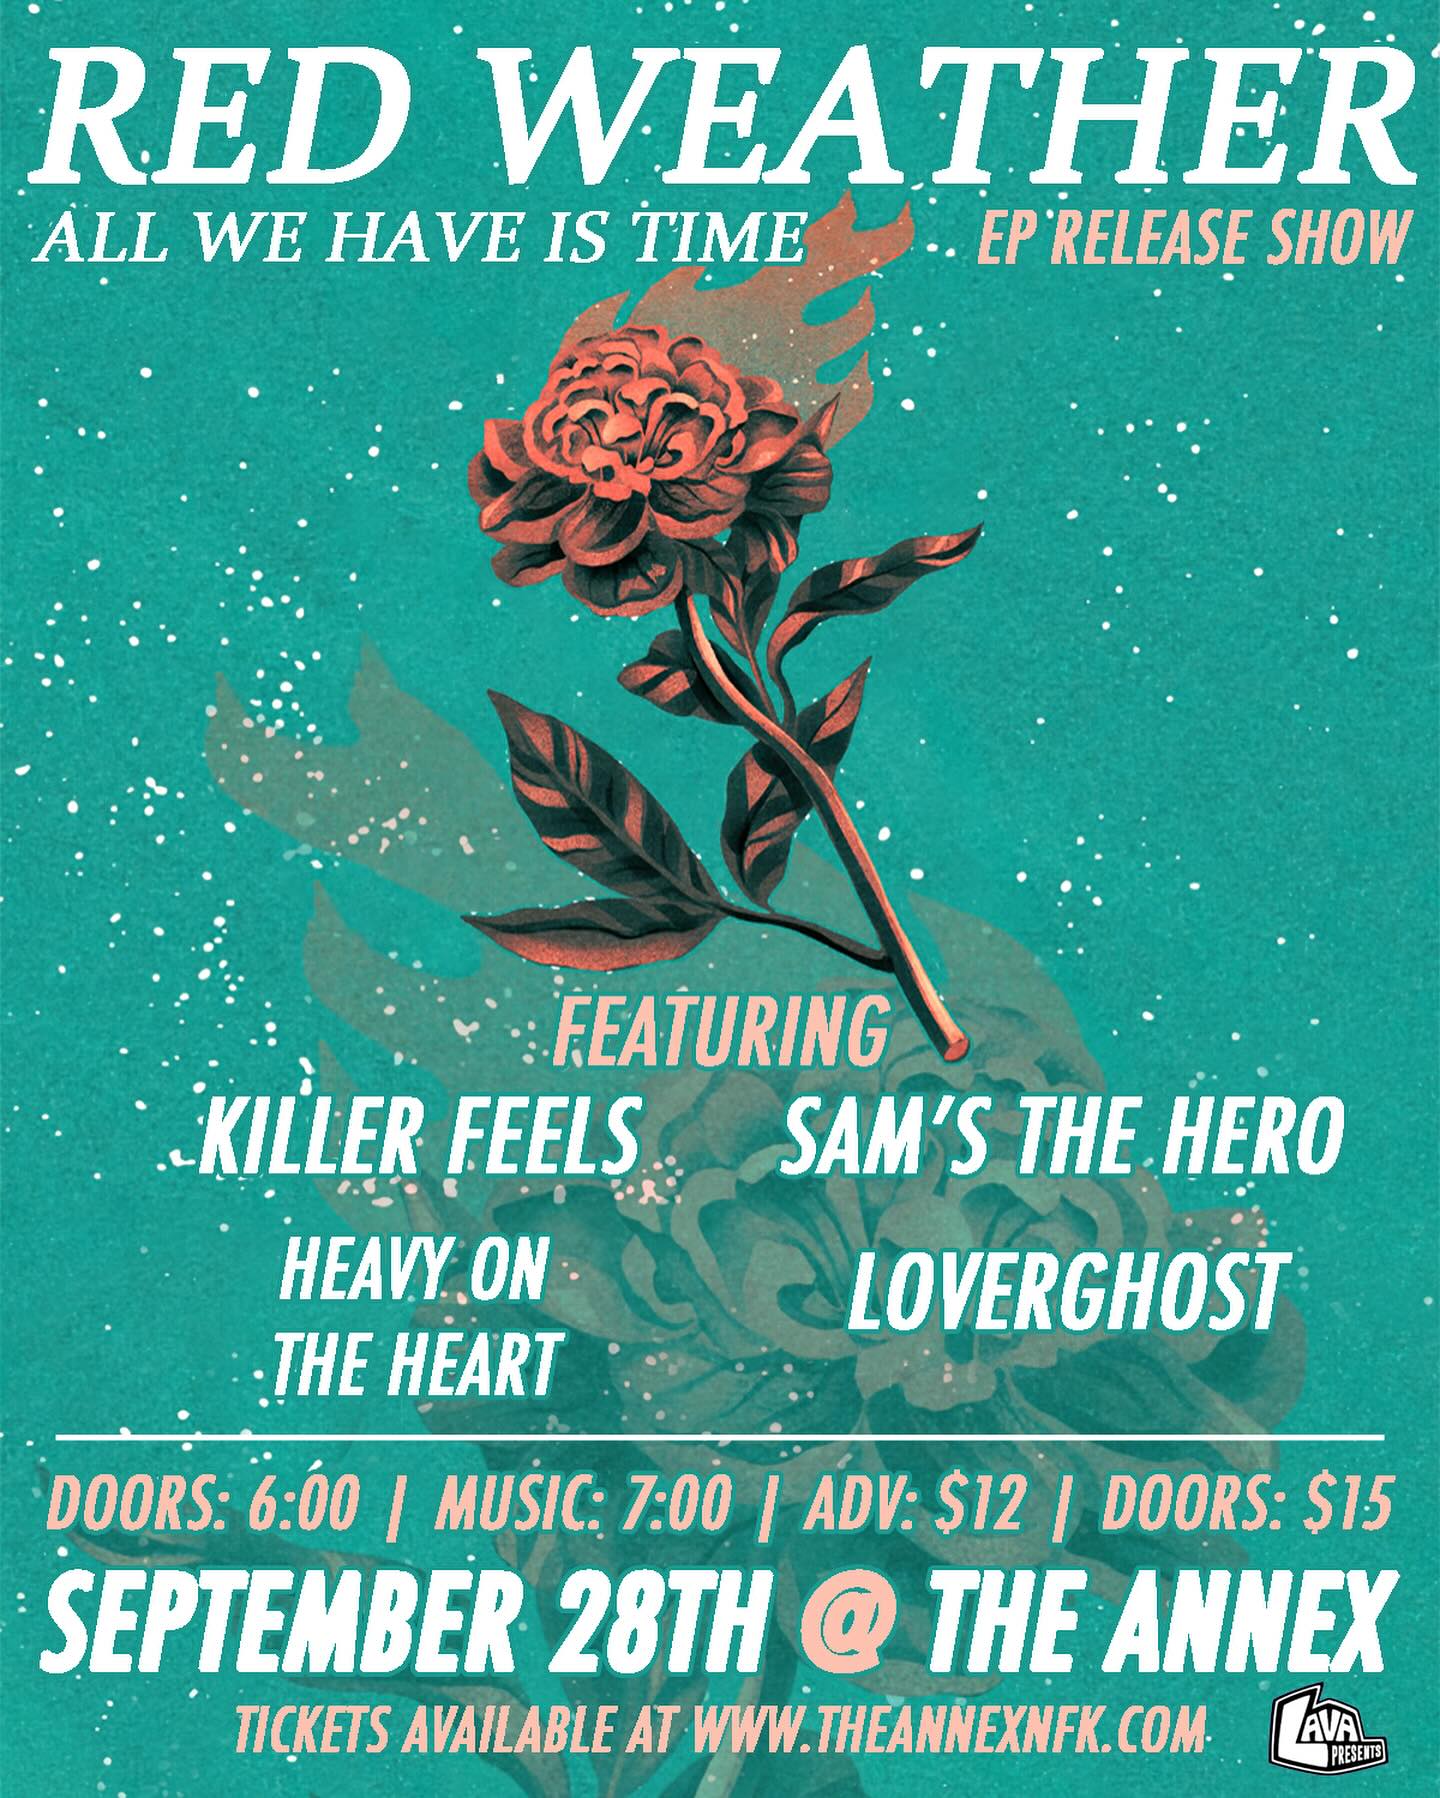 RED WEATHER
ALL WE HAVE IS TIME
EP RELEASE SHOW
FEATURING
KILLER FEELS
SAM'S THE HERO
HEAVY ON
THE HEART
LOVERGHOST
DOORS: 6:00 | MUSIC: 7:00 | ADV: $12 | DOORS: $15
SEPTEMBER 28TH @ THE ANNEX
TICKETS AVAILABLE AT WWW.THEANNEXNFK.COM
LAVA
PRESENTS